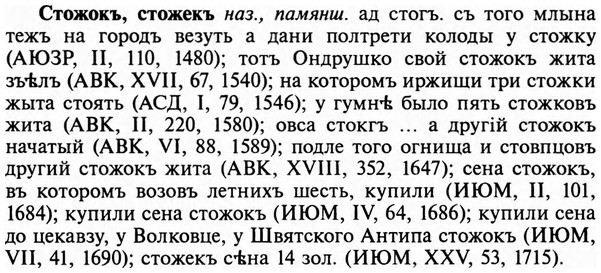 Стожокъ, стожекъ наз., памянш. ад стогъ. съ того млына
тежъ на городъ везуть а дани полтрети колоды у стожку
(АЮЗР, II, 110, 1480); тотъ Ондрушко свой стожокъ жита
зъѣлъ (АВК, XVII, 67, 1540); на котором иржищи три стожки
жыта стоять (АСД, I, 79, 1546); у гумнѣ было пять стожковъ
жита (АВК, II, 220, 1580); овса стокгъ ... а другій стожокъ
начатый (АВК, VI, 88, 1589); подле того огнища и стовпцовъ
другий стожокъ жита (АВК, XVIII, 352, 1647); сена стожокъ,
въ котором возовъ летнихъ шесть, купили (ИЮМ, II, 101,
1684); купили сена стожокъ (ИЮМ, IV, 64, 1686); купили сена
до цекавзу, у Волковце, у Швятского Антипа стожокъ (ИЮМ,
VII, 41, 1690); стожекъ сѣна 14 зол. (ИЮМ, XXV, 53, 1715).